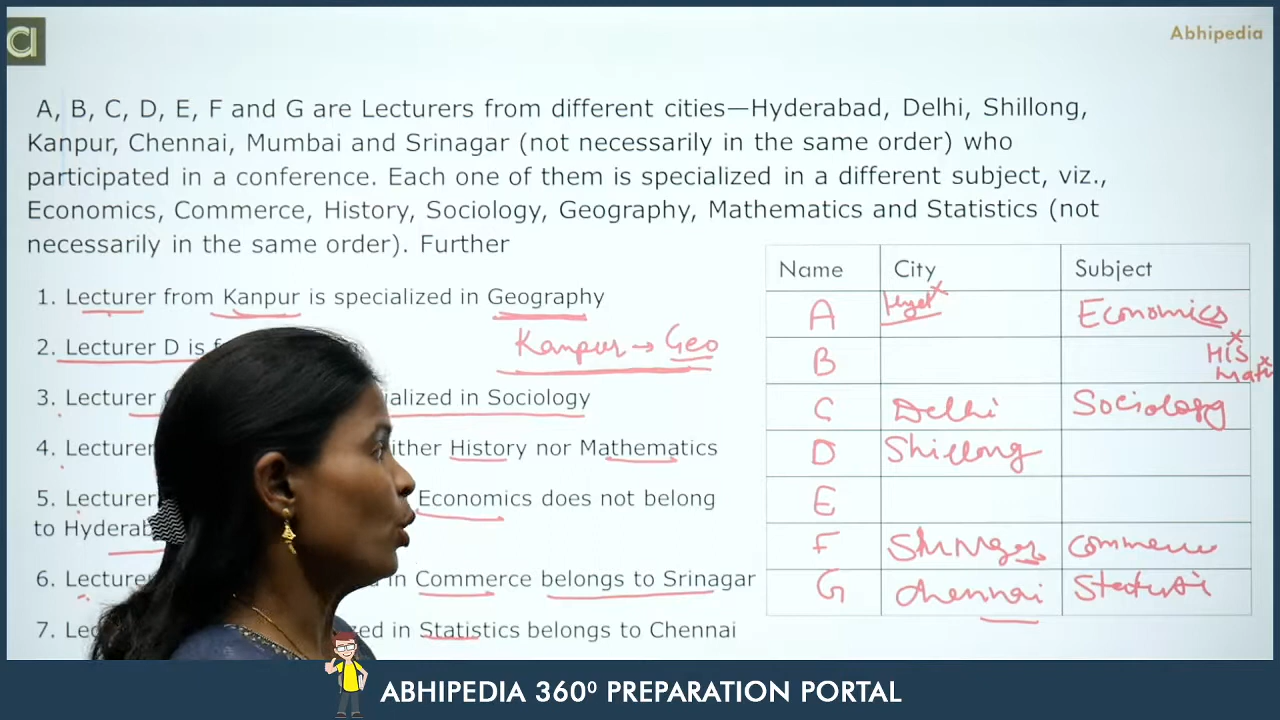 a
Abhipedia
A, B, C, D, E, F and G are Lecturers from different cities—Hyderabad, Delhi, Shillong,
Kanpur, Chennai, Mumbai and Srinagar (not necessarily in the same order) who
participated in a conference. Each one of them is specialized in a different subject, viz.,
Economics, Commerce, History, Sociology, Geography, Mathematics and Statistics (not
necessarily in the same order). Further
1. Lecturer from Kanpur is specialized in Geography
2. Lecturer D is
Kanpur → Geo
3. Lecturer ialized in Sociology
4. Lecturer ither History nor Mathematics
5. Lecturer Economics does not belong
to Hyderab
6. Lecturer in Commerce belongs to Srinagar
7. Lec zed in Statistics belongs to Chennai
Name City Subject
A Economics
B His
C Delhi Sociology
D Shillong
E
F Commerce
G Chennai
ABHIPEDIA 360⁰ PREPARATION PORTAL